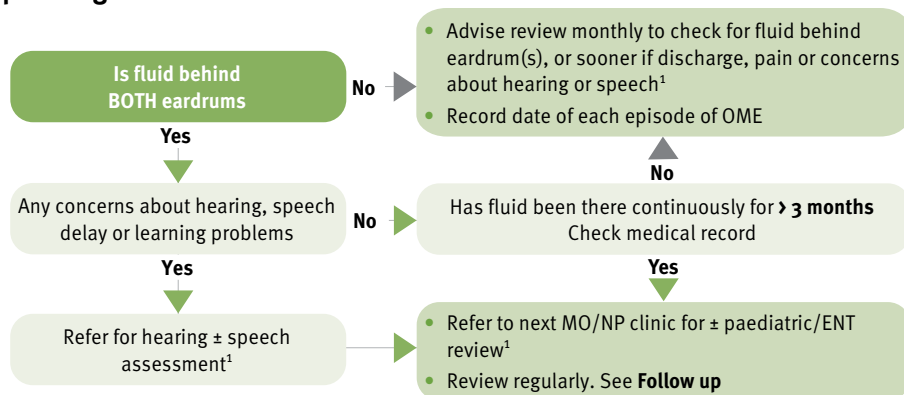 Is fluid behind
BOTH eardrums
No
• Advise review monthly to check for fluid behind
eardrum(s), or sooner if discharge, pain or concerns
about hearing or speech¹
• Record date of each episode of OME
Yes
No
Any concerns about hearing, speech
delay or learning problems
No
Has fluid been there continuously for > 3 months
Check medical record
Yes
Yes
Refer for hearing ± speech
assessment¹
• Refer to next MO/NP clinic for ± paediatric/ENT
review¹
• Review regularly. See Follow up